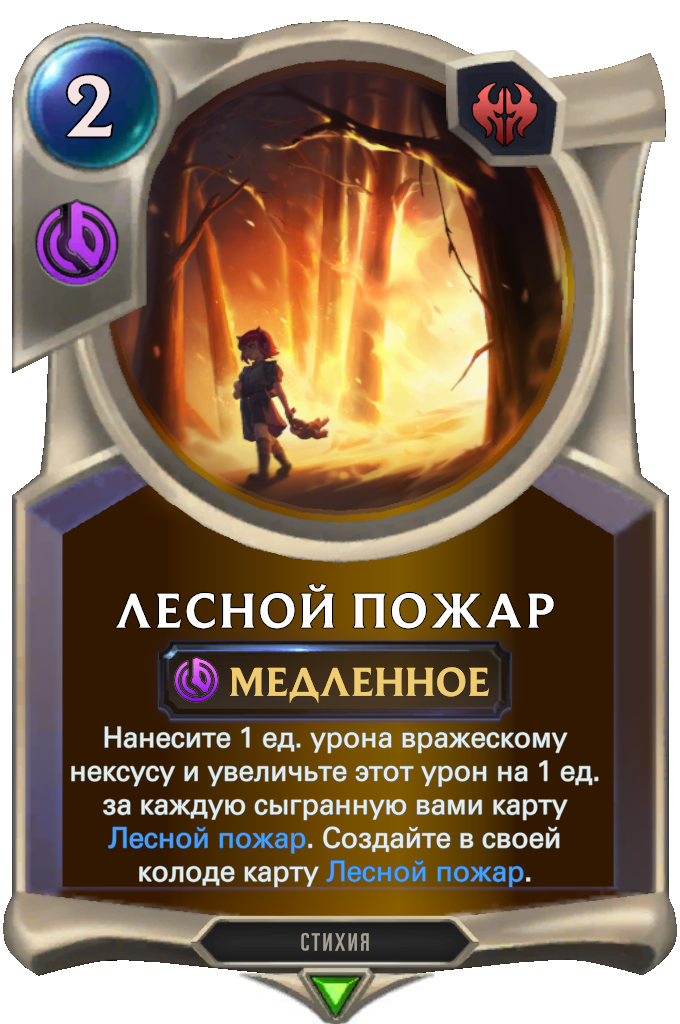 2
ЛЕСНОЙ ПОЖАР
МЕДЛЕННОЕ
Нанесите 1 ед. урона вражескому
нексусу и увеличьте этот урон на 1 ед.
за каждую сыгранную вами карту
Лесной пожар. Создайте в своей
колоде карту Лесной пожар.
СТИХИЯ